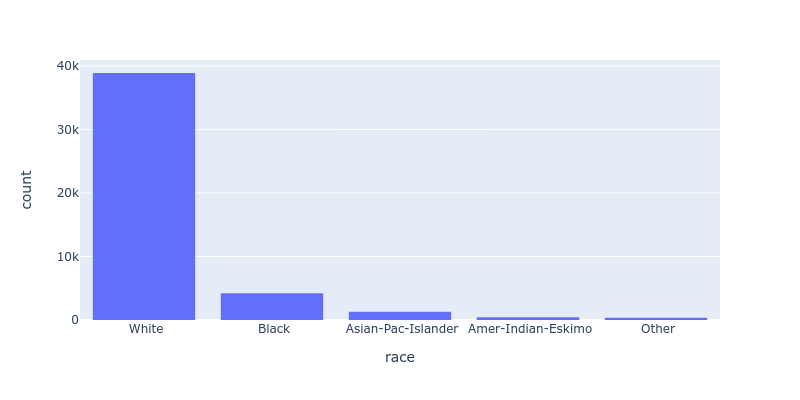 40k
30k
20k
10k
0
count
White Black Asian-Pac-Islander Amer-Indian-Eskimo Other
race